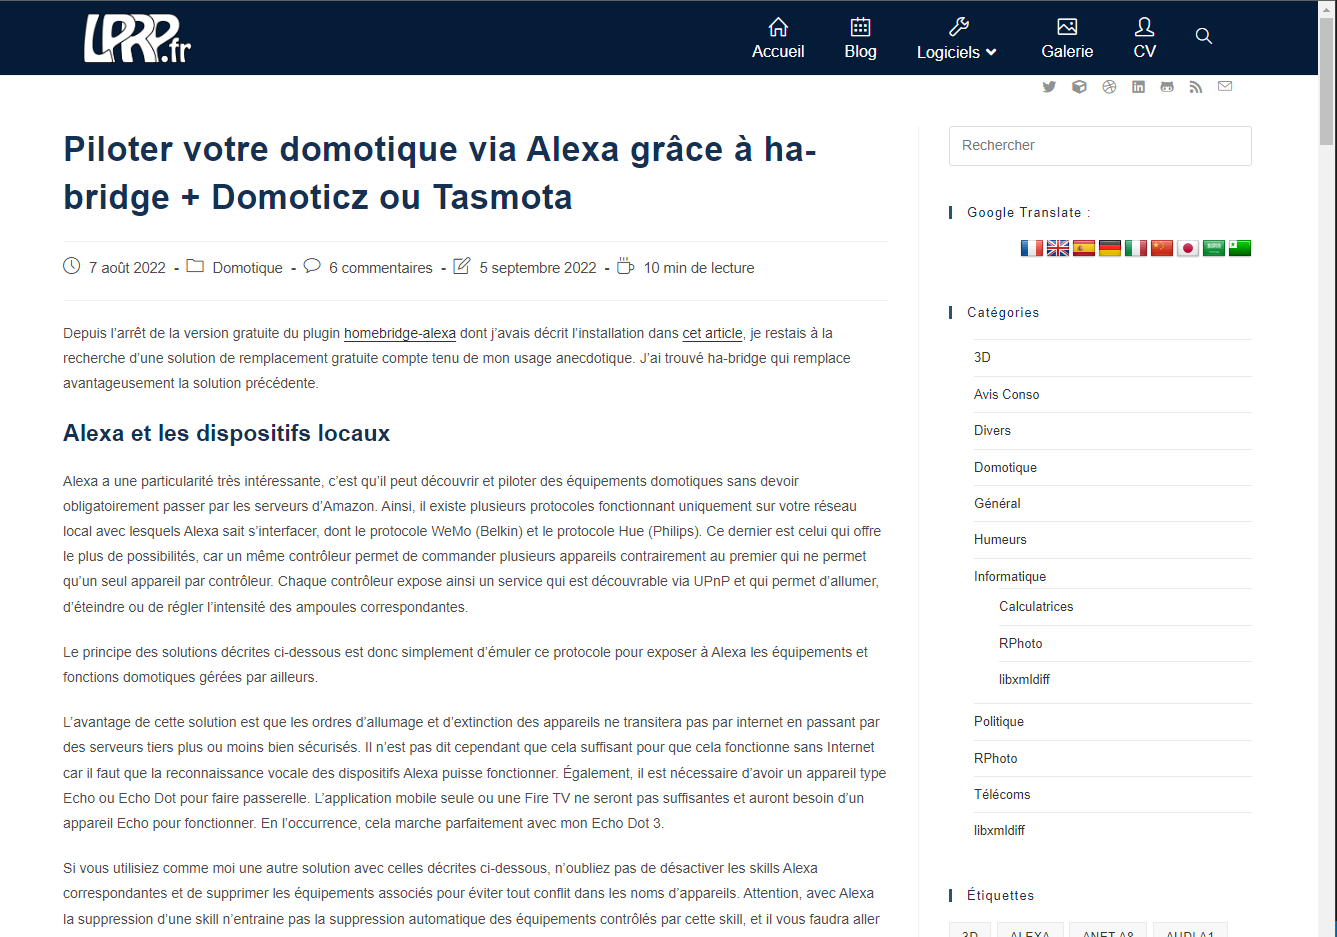 LPRP.fr
Accueil
Blog
Logiciels
Galerie
CV
Piloter votre domotique via Alexa grâce à ha-
bridge + Domoticz ou Tasmota
7 août 2022 - Domotique - 6 commentaires - 5 septembre 2022 - 10 min de lecture
Depuis l’arrêt de la version gratuite du plugin homebridge-alexa dont j’avais décrit l’installation dans cet article, je restais à la
recherche d’une solution de remplacement gratuite compte tenu de mon usage anecdotique. J’ai trouvé ha-bridge qui remplace
avantageusement la solution précédente.
Alexa et les dispositifs locaux
Alexa a une particularité très intéressante, c’est qu’il peut découvrir et piloter des équipements domotiques sans devoir
obligatoirement passer par les serveurs d’Amazon. Ainsi, il existe plusieurs protocoles fonctionnant uniquement sur votre réseau
local avec lesquels Alexa sait s’interfacer, dont le protocole WeMo (Belkin) et le protocole Hue (Philips). Ce dernier est celui qui offre
le plus de possibilités, car un même contrôleur permet de commander plusieurs appareils contrairement au premier qui ne permet
qu’un seul appareil par contrôleur. Chaque contrôleur expose ainsi un service qui est découvrable via UPnP et qui permet d’allumer,
d’éteindre ou de régler l’intensité des ampoules correspondantes.
Le principe des solutions décrites ci-dessous est donc simplement d’émuler ce protocole pour exposer à Alexa les équipements et
fonctions domotiques gérées par ailleurs.
L’avantage de cette solution est que les ordres d’allumage et d’extinction des appareils ne transitera pas par internet en passant par
des serveurs tiers plus ou moins bien sécurisés. Il n’est pas dit cependant que cela suffisant pour que cela fonctionne sans Internet
car il faut que la reconnaissance vocale des dispositifs Alexa puisse fonctionner. Également, il est nécessaire d’avoir un appareil type
Echo ou Echo Dot pour faire passerelle. L’application mobile seule ou une Fire TV ne seront pas suffisantes et auront besoin d’un
appareil Echo pour fonctionner. En l’occurrence, cela marche parfaitement avec mon Echo Dot 3.
Si vous utilisiez comme moi une autre solution avec celles décrites ci-dessous, n’oubliez pas de désactiver les skills Alexa
correspondantes et de supprimer les équipements associés pour éviter tout conflit dans les noms d’appareils. Attention, avec Alexa
la suppression d’une skill n’entraine pas la suppression automatique des équipements contrôlés par cette skill, et il vous faudra aller
Rechercher
Google Translate :
Catégories
3D
Avis Conso
Divers
Domotique
Général
Humeurs
Informatique
Calculatrices
RPhoto
libxmldiff
Politique
RPhoto
Télécoms
libxmldiff
Étiquettes
3D
ALEXA
ANET A8
AUDI A1